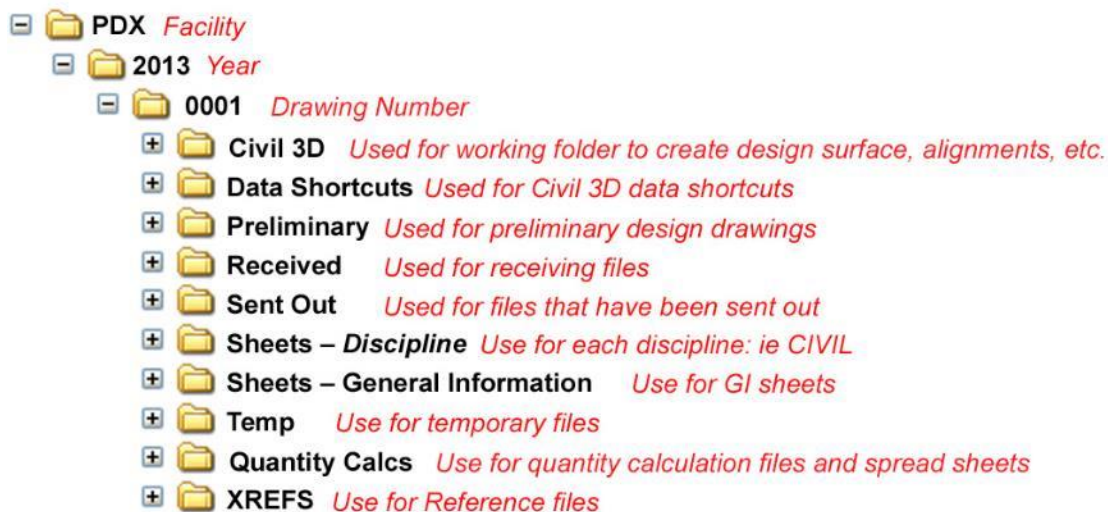 PDX Facility
2013 Year
0001 Drawing Number
Civil 3D Used for working folder to create design surface, alignments, etc.
Data Shortcuts Used for Civil 3D data shortcuts
Preliminary Used for preliminary design drawings
Received Used for receiving files
Sent Out Used for files that have been sent out
Sheets – Discipline Use for each discipline: ie CIVIL
Sheets – General Information Use for GI sheets
Temp Use for temporary files
Quantity Calcs Use for quantity calculation files and spread sheets
XREFS Use for Reference files